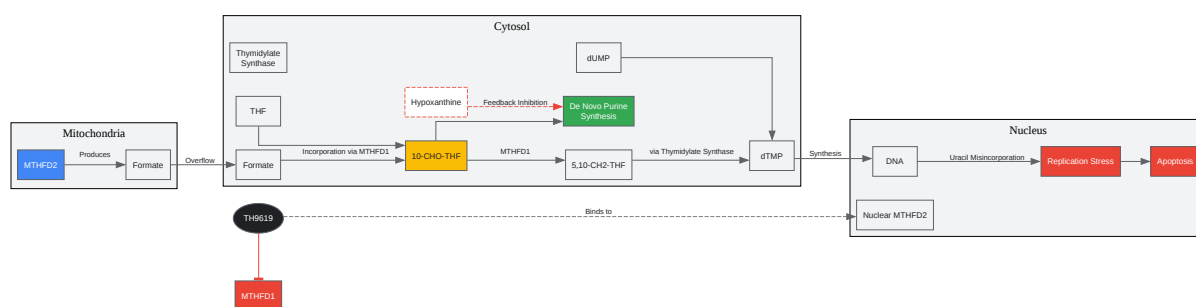 Cytosol
Thymidylate
Synthase
dUMP
Hypoxanthine
Feedback Inhibition
De Novo Purine
Synthesis
THF
Mitochondria
Nucleus
MTHFD2
Produces
Formate
Overflow
Formate
Incorporation via MTHFD1
10-CHO-THF
MTHFD1
5,10-CH2-THF
via Thymidylate Synthase
dTMP
Synthesis
DNA
Uracil Misincorporation
Replication Stress
Apoptosis
TH9619
Binds to
Nuclear MTHFD2
MTHFD1